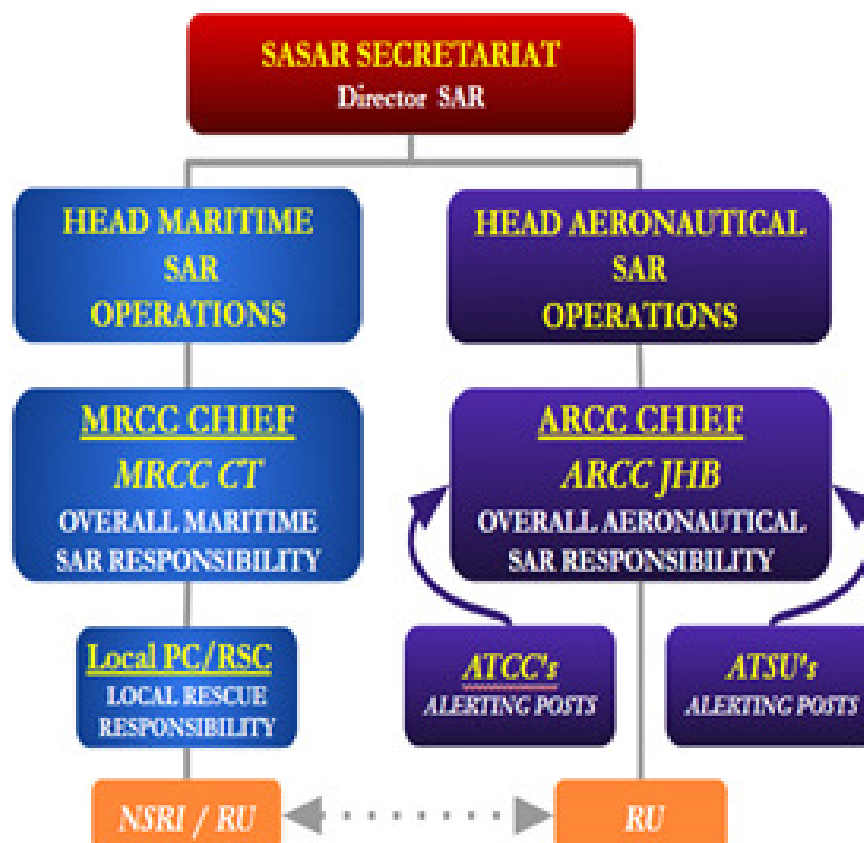 SASAR SECRETARIAT
Director SAR
HEAD MARITIME
SAR
OPERATIONS
HEAD AERONAUTICAL
SAR
OPERATIONS
MRCC CHIEF
MRCC CT
OVERALL MARITIME
SAR RESPONSIBILITY
ARCC CHIEF
ARCC JHB
OVERALL AERONAUTICAL
SAR RESPONSIBILITY
Local PC/RSC
LOCAL RESCUE
RESPONSIBILITY
ATCC's
ALERTING POSTS
ATSU's
ALERTING POSTS
NSRI / RU
RU